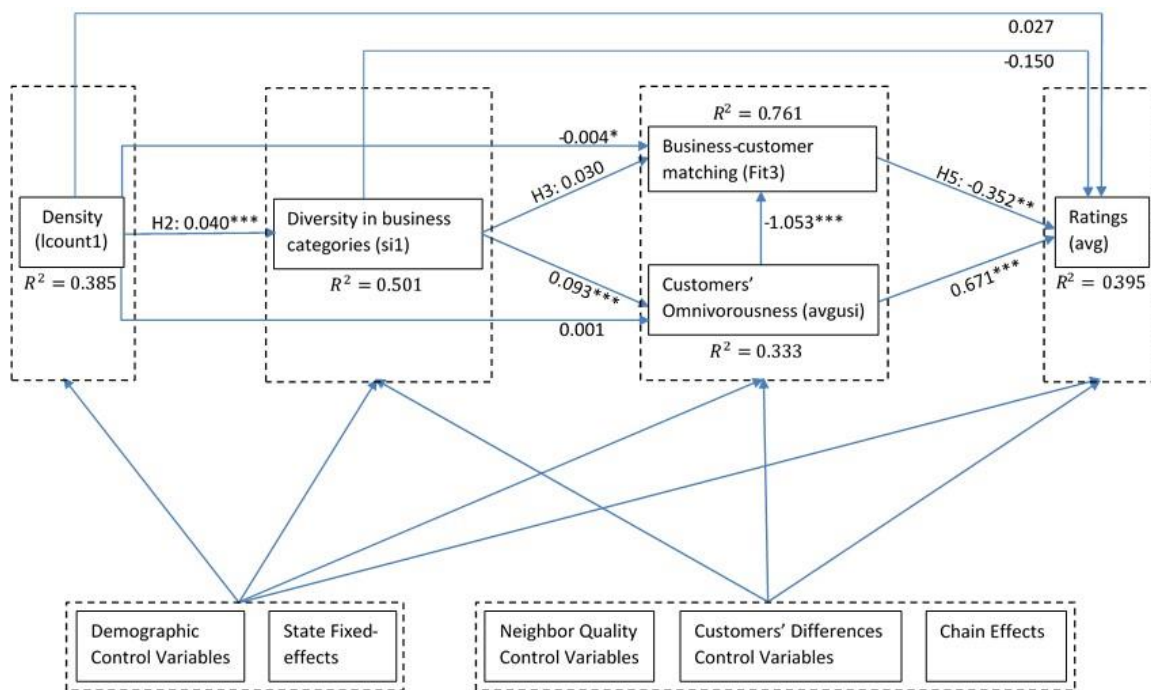 0.027
-0.150
R² = 0.761
-0.004*
Business-customer
matching (Fit3)
H3: 0.030
H5: -0.352**
Density
(lcount1)
H2: 0.040***
Diversity in business
categories (si1)
-1.053***
Ratings
(avg)
R² = 0.385
R² = 0.501
0.093***
Customers’
Omnivorousness (avgusi)
0.671***
R² = 0.395
0.001
R² = 0.333
Demographic
Control Variables
State Fixed-
effects
Neighbor Quality
Control Variables
Customers’ Differences
Control Variables
Chain Effects